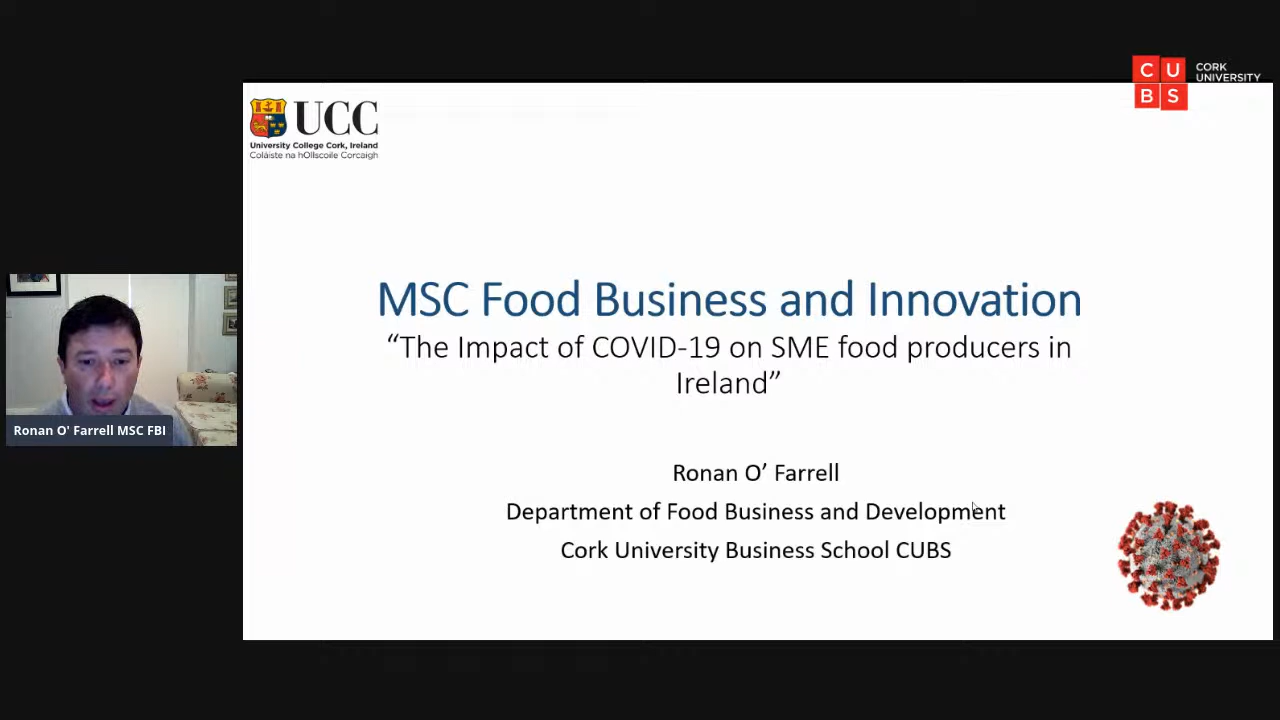 CORK
UNIVERSITY
C U
B S
UCC
University College Cork, Ireland
Coláiste na hOllscoile Corcaigh
MSC Food Business and Innovation
“The Impact of COVID-19 on SME food producers in
Ireland”
Ronan O' Farrell MSC FBI
Ronan O’ Farrell
Department of Food Business and Development
Cork University Business School CUBS